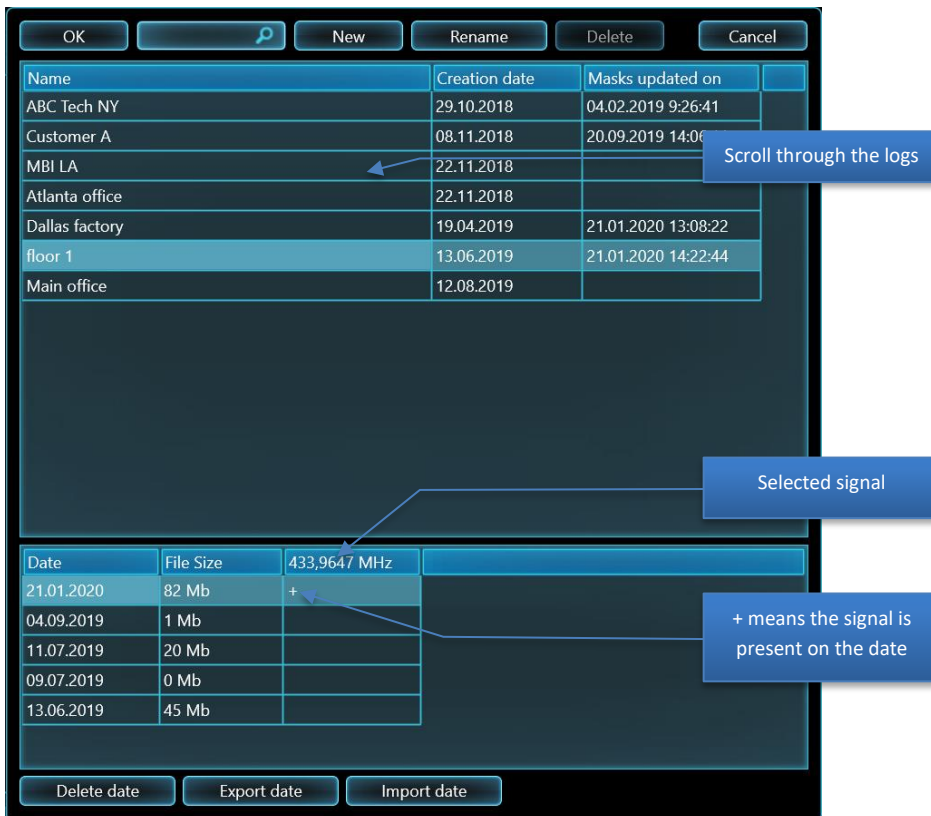 OK New Rename Delete Cancel
Name Creation date Masks updated on
ABC Tech NY 29.10.2018 04.02.2019 9:26:41
Customer A 08.11.2018 20.09.2019
Scroll through the logs
MBI LA 22.11.2018
Atlanta office 22.11.2018
Dallas factory 19.04.2019 21.01.2020 13:08:22
floor 1 13.06.2019 21.01.2020 14:22:44
Main office 12.08.2019
Selected signal
Date File Size 433,9647 MHz
21.01.2020 82 Mb +
04.09.2019 1 Mb
+ means the signal is
present on the date
11.07.2019 20 Mb
09.07.2019 0 Mb
13.06.2019 45 Mb
Delete date Export date Import date